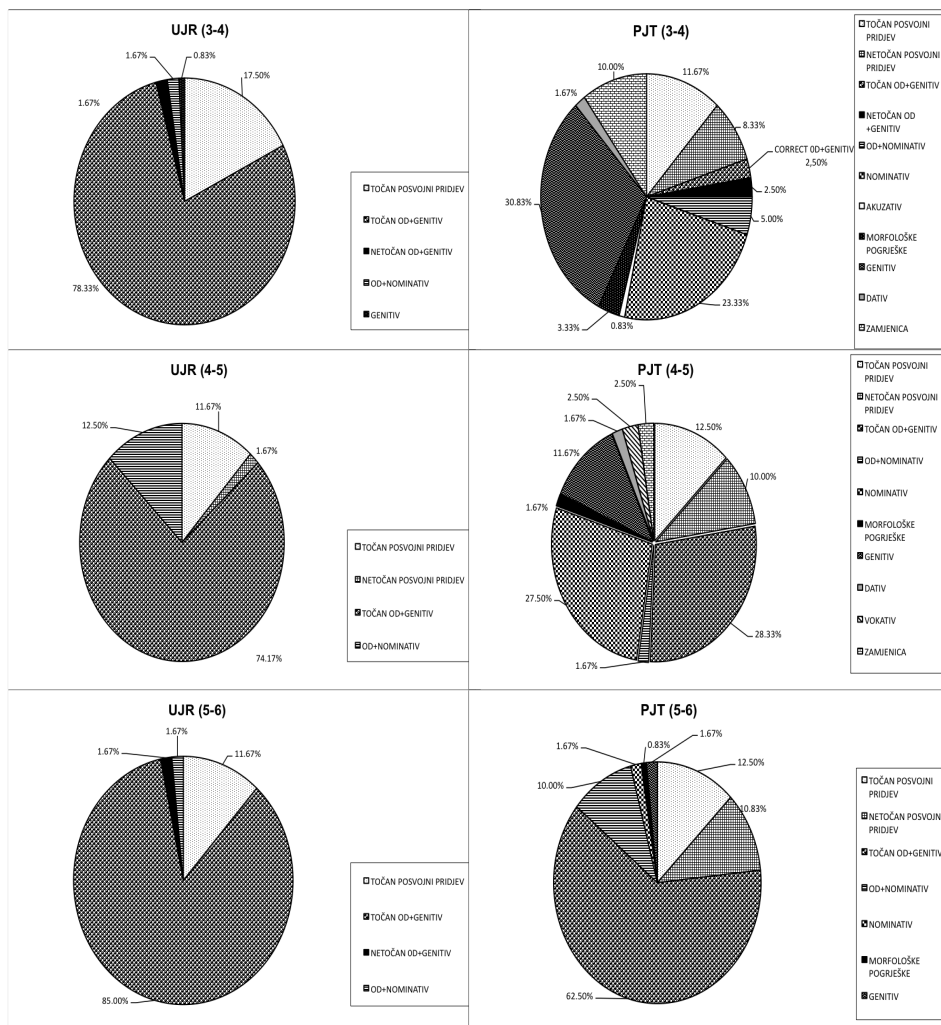 UJR (3-4)
0.83%
1.67%
17.50%
1.67%
78.33%
TOČAN POSVOJNI PRIDJEV
TOČAN OD+GENITIV
NETOČAN OD+GENITIV
OD+NOMINATIV
GENITIV
PJT (3-4)
10.00%
11.67%
1.67%
8.33%
CORRECT 0D+GENITIV
2,50%
2.50%
30.83%
5.00%
23.33%
3.33%
0.83%
TOČAN POSVOJNI
PRIDJEV
NETOČAN POSVOJNI
PRIDJEV
TOČAN OD+GENITIV
NETOČAN OD
+GENITIV
OD+NOMINATIV
NOMINATIV
AKUZATIV
MORFOLOŠKE
POGRJEŠKE
GENITIV
DATIV
ZAMJENICA
UJR (4-5)
11.67%
12.50%
1.67%
74.17%
TOČAN POSVOJNI PRIDJEV
NETOČAN POSVOJNI PRIDJEV
TOČAN OD+GENITIV
OD+NOMINATIV
PJT (4-5)
2.50%
2.50%
1.67%
12.50%
11.67%
10.00%
1.67%
27.50%
28.33%
1.67%
TOČAN POSVOJNI
PRIDJEV
NETOČAN POSVOJNI
PRIDJEV
TOČAN OD+GENITIV
OD+NOMINATIV
NOMINATIV
MORFOLOŠKE
POGRJEŠKE
GENITIV
DATIV
VOKATIV
ZAMJENICA
UJR (5-6)
1.67%
1.67%
11.67%
85.00%
TOČAN POSVOJNI PRIDJEV
TOČAN OD+GENITIV
NETOČAN 0D+GENITIV
OD+NOMINATIV
PJT (5-6)
1.67%
0.83%
1.67%
12.50%
10.00%
10.83%
62.50%
TOČAN POSVOJNI
PRIDJEV
NETOČAN POSVOJNI
PRIDJEV
TOČAN OD+GENITIV
OD+NOMINATIV
NOMINATIV
MORFOLOŠKE
POGRJEŠKE
GENITIV